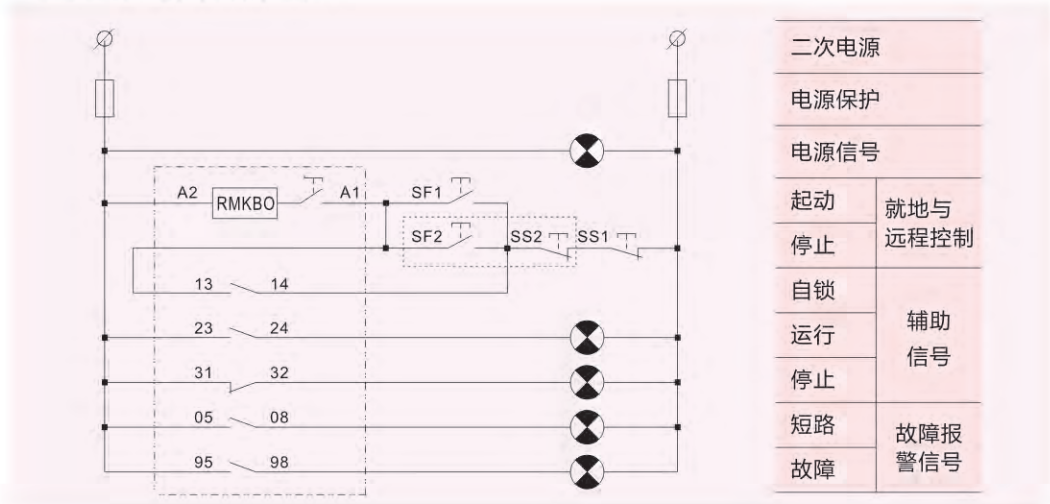 二次电源
电源保护
电源信号
A2 RMKBO A1 SF1
起动
就地与
远程控制
SF2 SS2 SS1
停止
13 14
自锁
辅助
信号
23 24
运行
31 32
停止
05 08
短路
故障报
警信号
95 98
故障